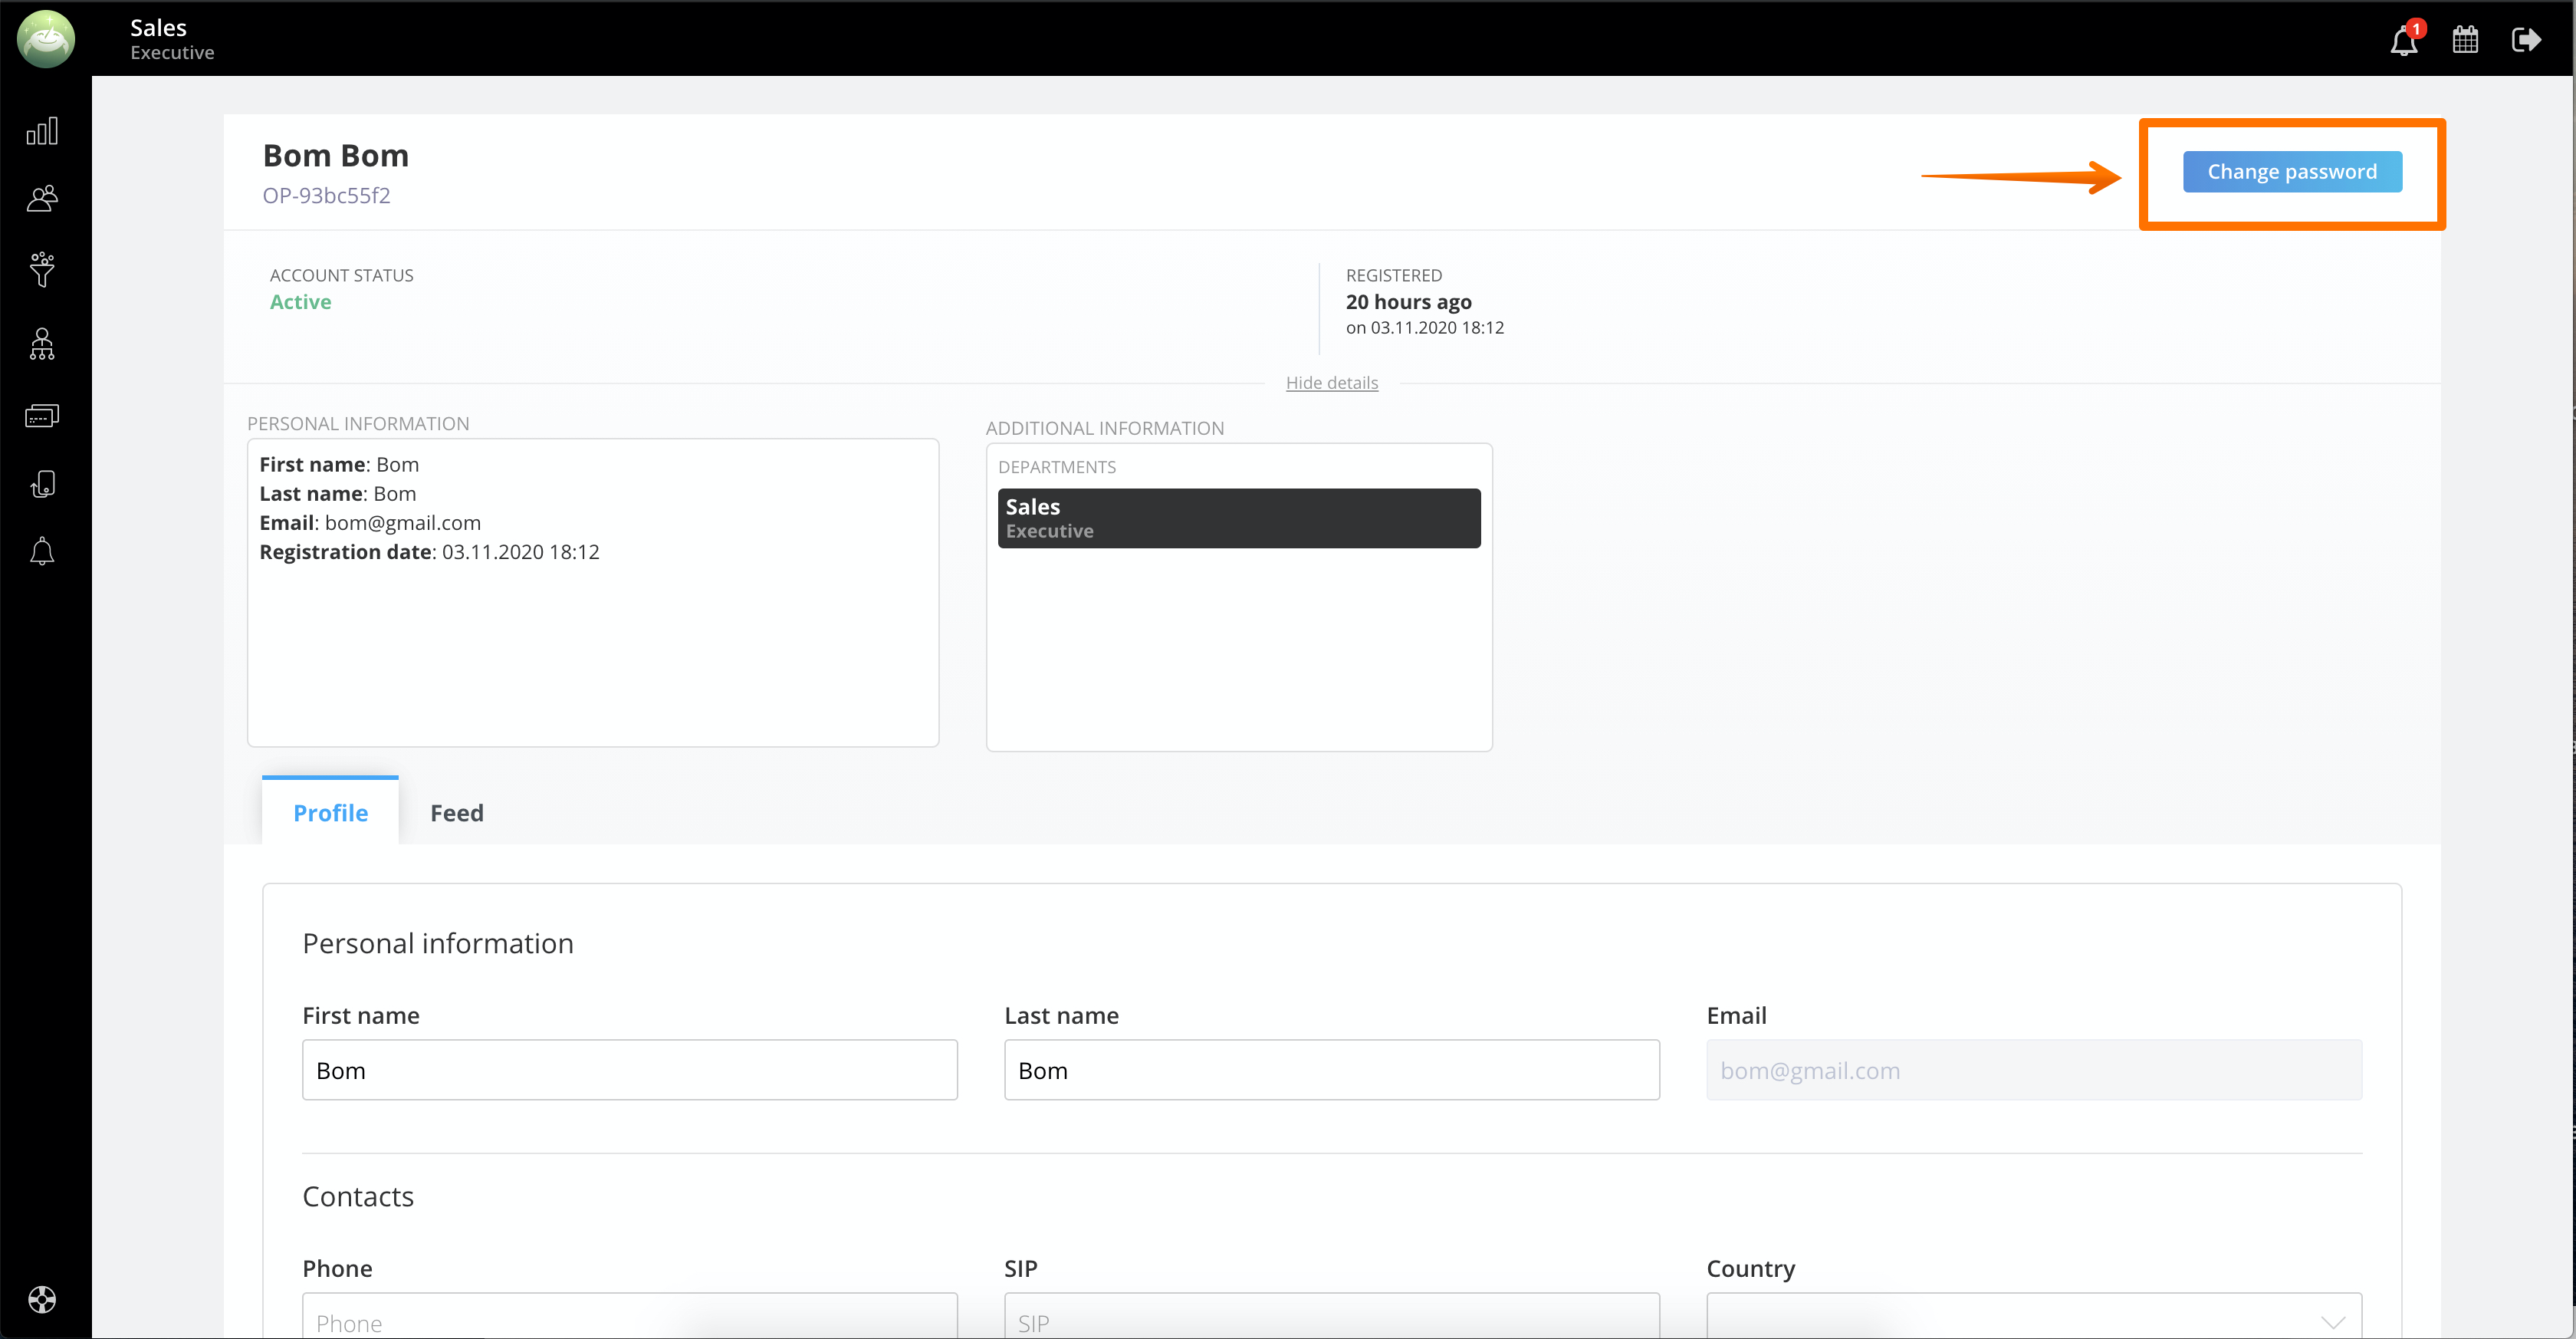 Sales
Executive
1
Bom Bom
OP-93bc55f2
Change password
ACCOUNT STATUS
Active
REGISTERED
20 hours ago
on 03.11.2020 18:12
Hide details
PERSONAL INFORMATION
First name: Bom
Last name: Bom
Email: bom@gmail.com
Registration date: 03.11.2020 18:12
ADDITIONAL INFORMATION
DEPARTMENTS
Sales
Executive
Profile
Feed
Personal information
First name
Last name
Email
Bom
Bom
bom@gmail.com
Contacts
Phone
SIP
Country
Phone
SIP